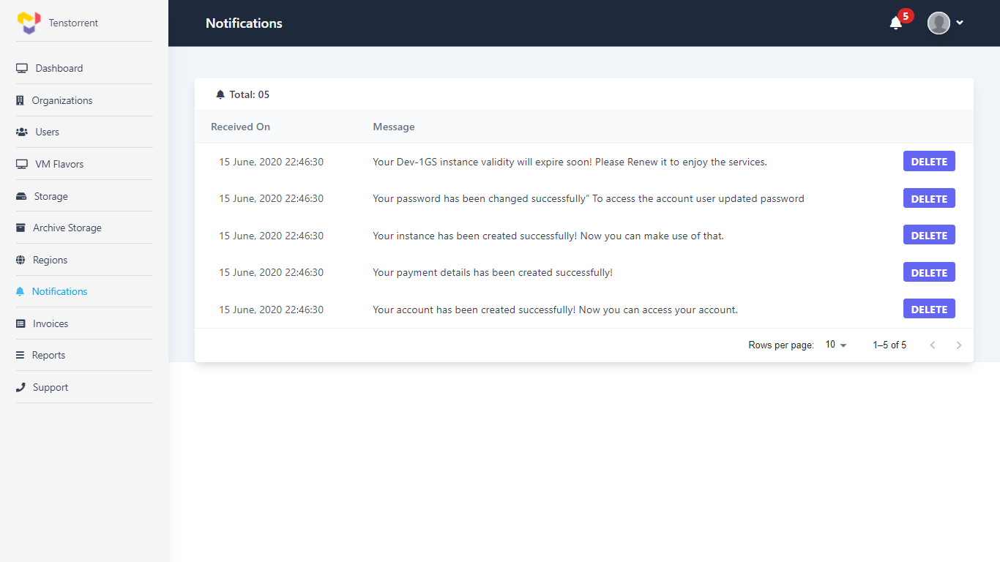 Tenstorrent
Notifications
5
Dashboard
Organizations
Users
VM Flavors
Storage
Archive Storage
Regions
Notifications
Invoices
Reports
Support
Total: 05
Received On Message
15 June, 2020 22:46:30 Your Dev-1GS instance validity will expire soon! Please Renew it to enjoy the services. DELETE
15 June, 2020 22:46:30 Your password has been changed successfully” To access the account user updated password DELETE
15 June, 2020 22:46:30 Your instance has been created successfully! Now you can make use of that. DELETE
15 June, 2020 22:46:30 Your payment details has been created successfully! DELETE
15 June, 2020 22:46:30 Your account has been created successfully! Now you can access your account. DELETE
Rows per page: 10 1–5 of 5